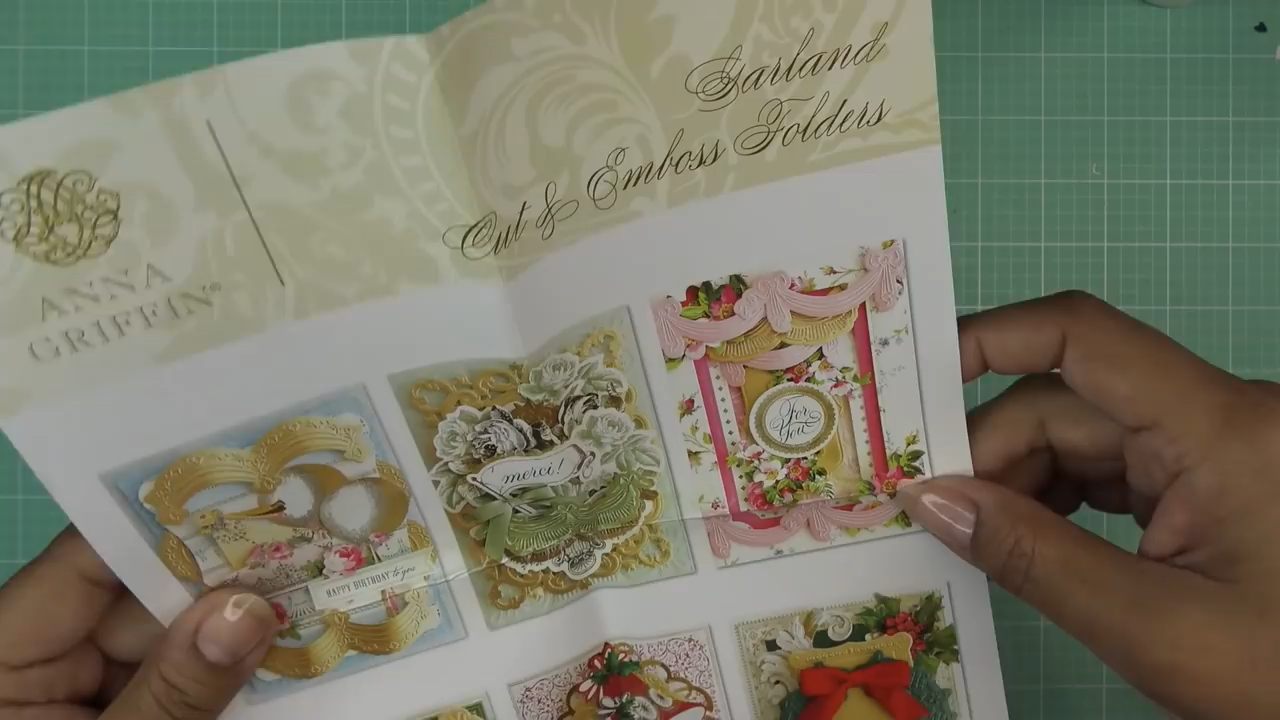 Garland
Cut & Emboss Folders
ANNA
GRIFFIN®
merci!
For
You
HAPPY BIRTHDAY to you